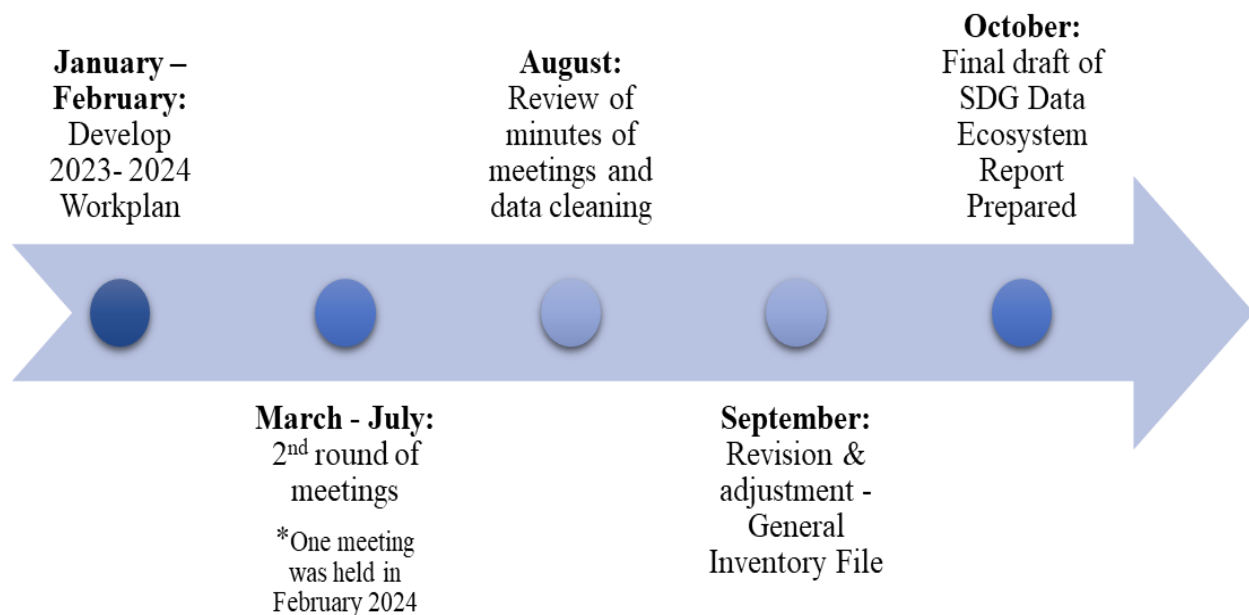 January –
February:
Develop
2023- 2024
Workplan
March - July:
2nd round of
meetings
*One meeting
was held in
February 2024
August:
Review of
minutes of
meetings and
data cleaning
September:
Revision &
adjustment -
General
Inventory File
October:
Final draft of
SDG Data
Ecosystem
Report
Prepared